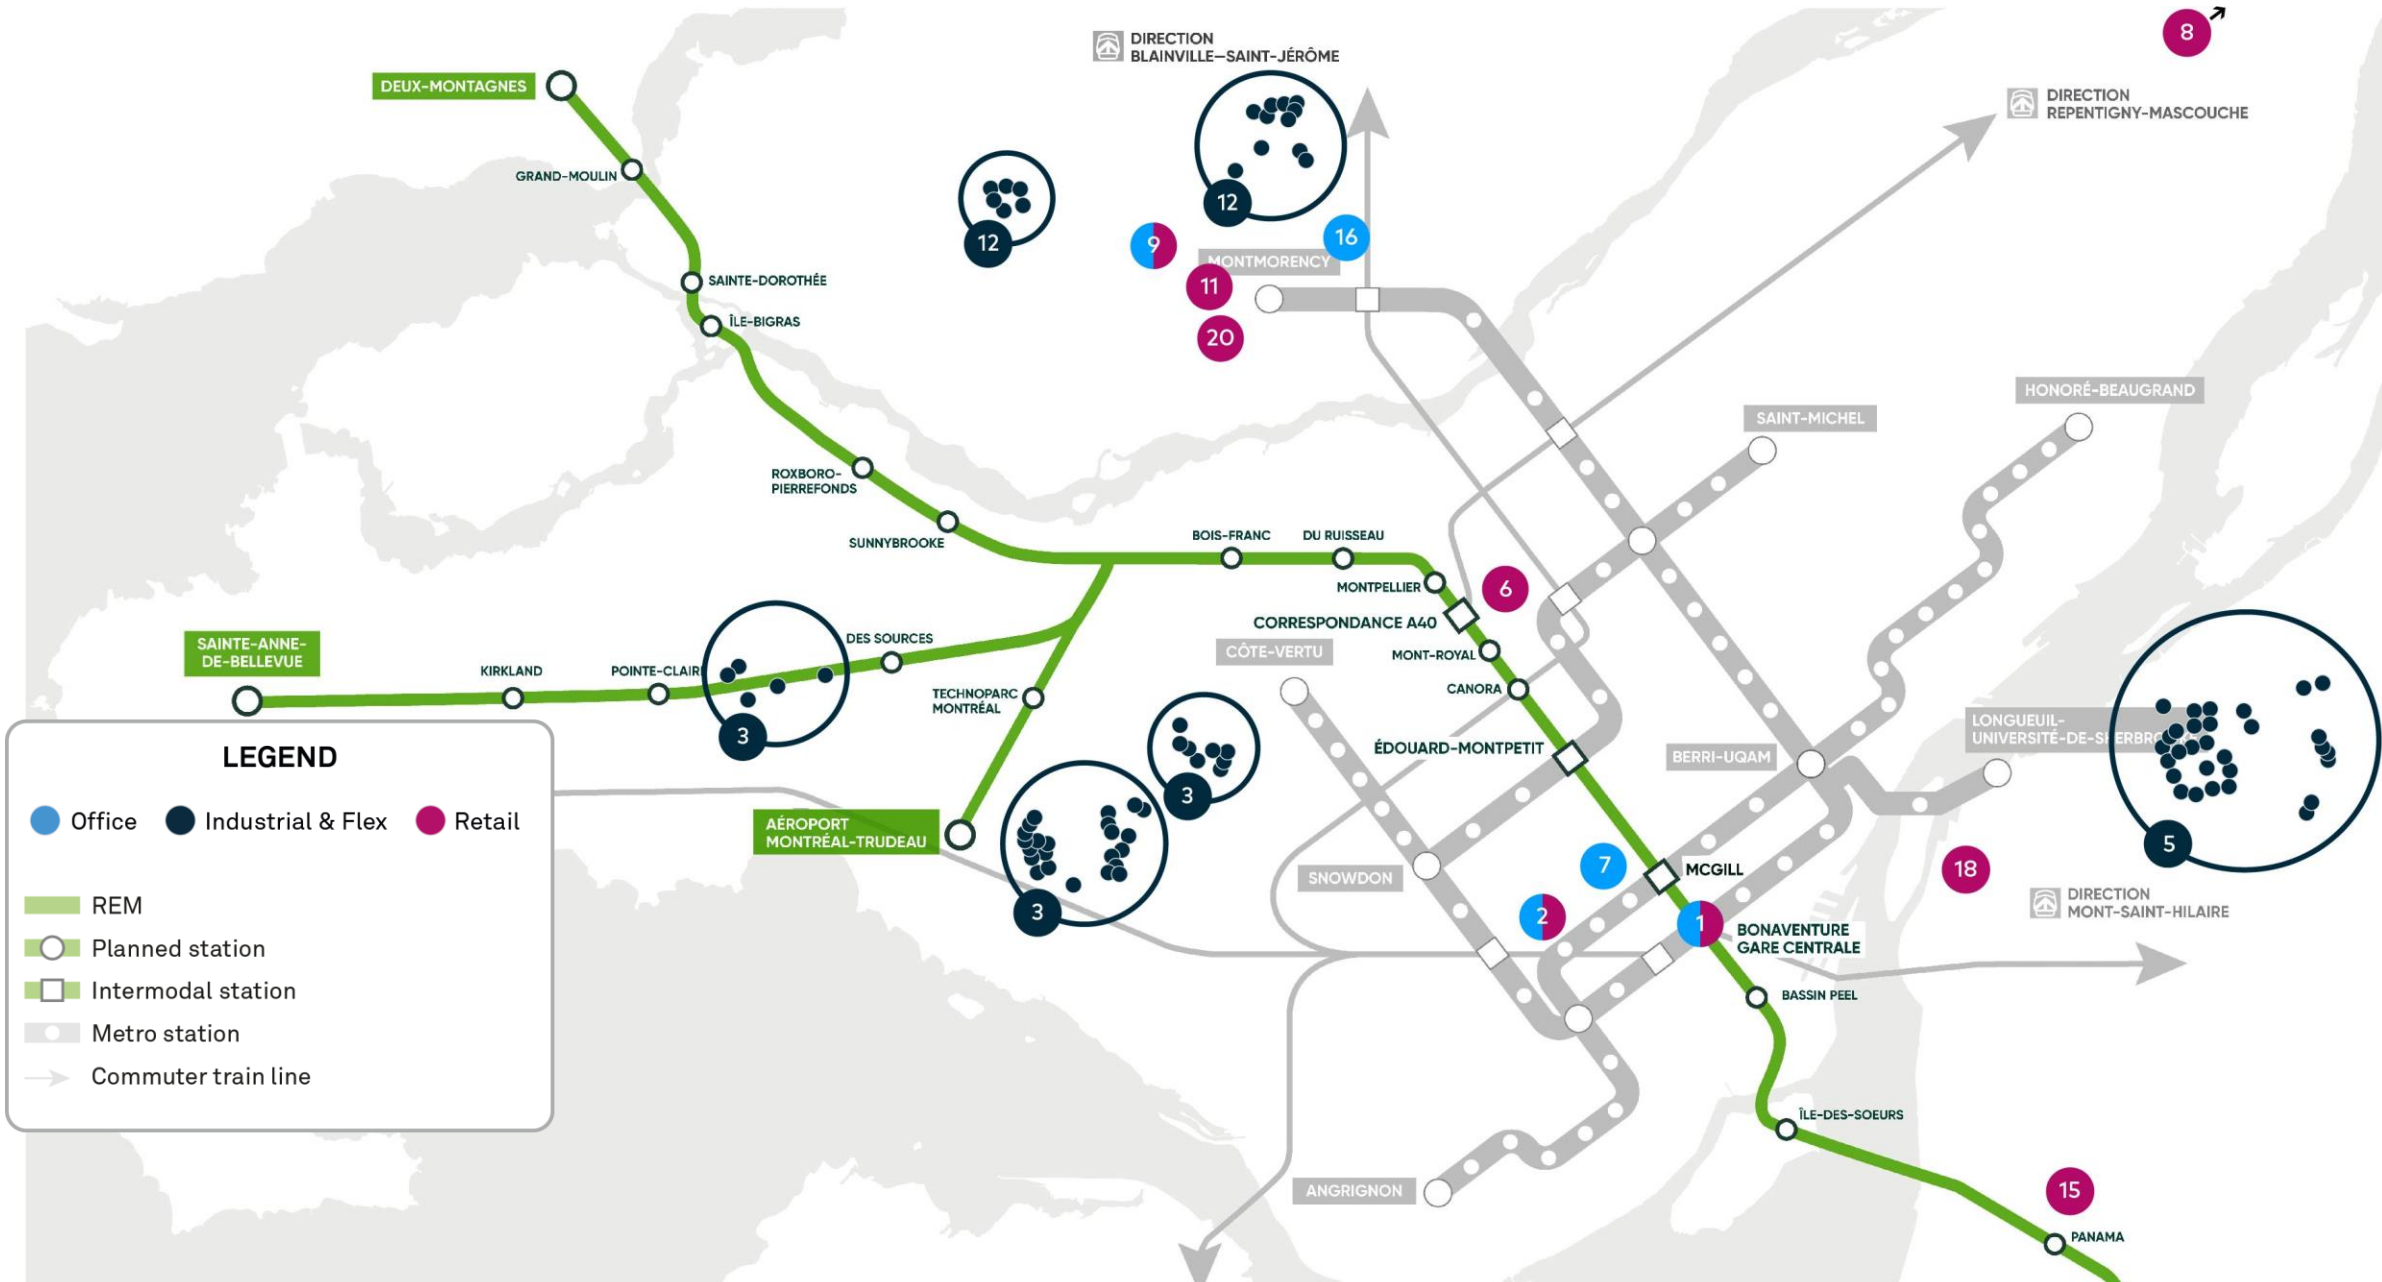 8
DIRECTION
BLAINVILLE—SAINT-JÉRÔME
DEUX-MONTAGNES
DIRECTION
REPENTIGNY-MASCOUCHE
GRAND-MOULIN
12
12
9
16
MONTMORENCY
SAINTE-DOROTHÉE
11
ÎLE-BIGRAS
20
HONORÉ-BEAUGRAND
SAINT-MICHEL
ROXBORO-
PIERREFONDS
SUNNYBROOKE
BOIS-FRANC
DU RUISSEAU
MONTPELLIER
6
CORRESPONDANCE A40
SAINTE-ANNE-
DE-BELLEVUE
DES SOURCES
CÔTE-VERTU
MONT-ROYAL
KIRKLAND
POINTE-CLAIR
CANORA
TECHNOPARC
MONTRÉAL
3
LONGUEUIL-
UNIVERSITÉ-DE-SHERBROOKE
ÉDOUARD-MONTPETIT
BERRI-UQAM
3
5
LEGEND
Office
Industrial & Flex
Retail
AÉROPORT
MONTRÉAL-TRUDEAU
SNOWDON
7
MCGILL
18
3
2
1
DIRECTION
MONT-SAINT-HILAIRE
BONAVENTURE
GARE CENTRALE
REM
Planned station
Intermodal station
Metro station
Commuter train line
BASSIN PEEL
ÎLE-DES-SOEURS
ANGRIGNON
15
PANAMA